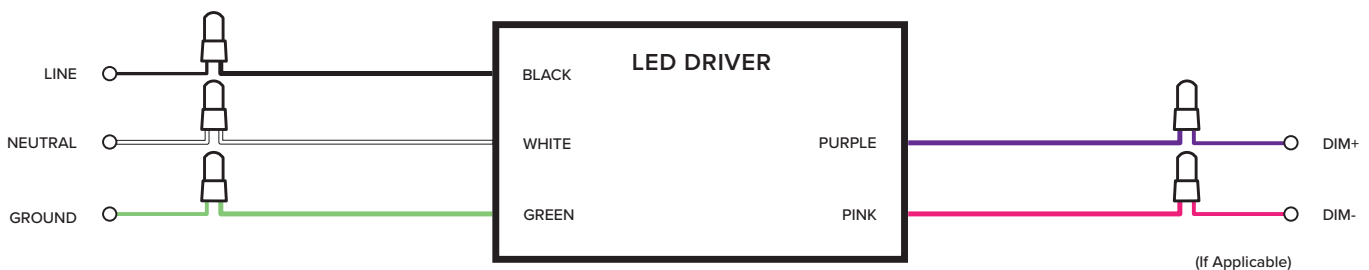 LED DRIVER
LINE
BLACK
NEUTRAL
WHITE
PURPLE
DIM+
GROUND
GREEN
PINK
DIM-
(If Applicable)